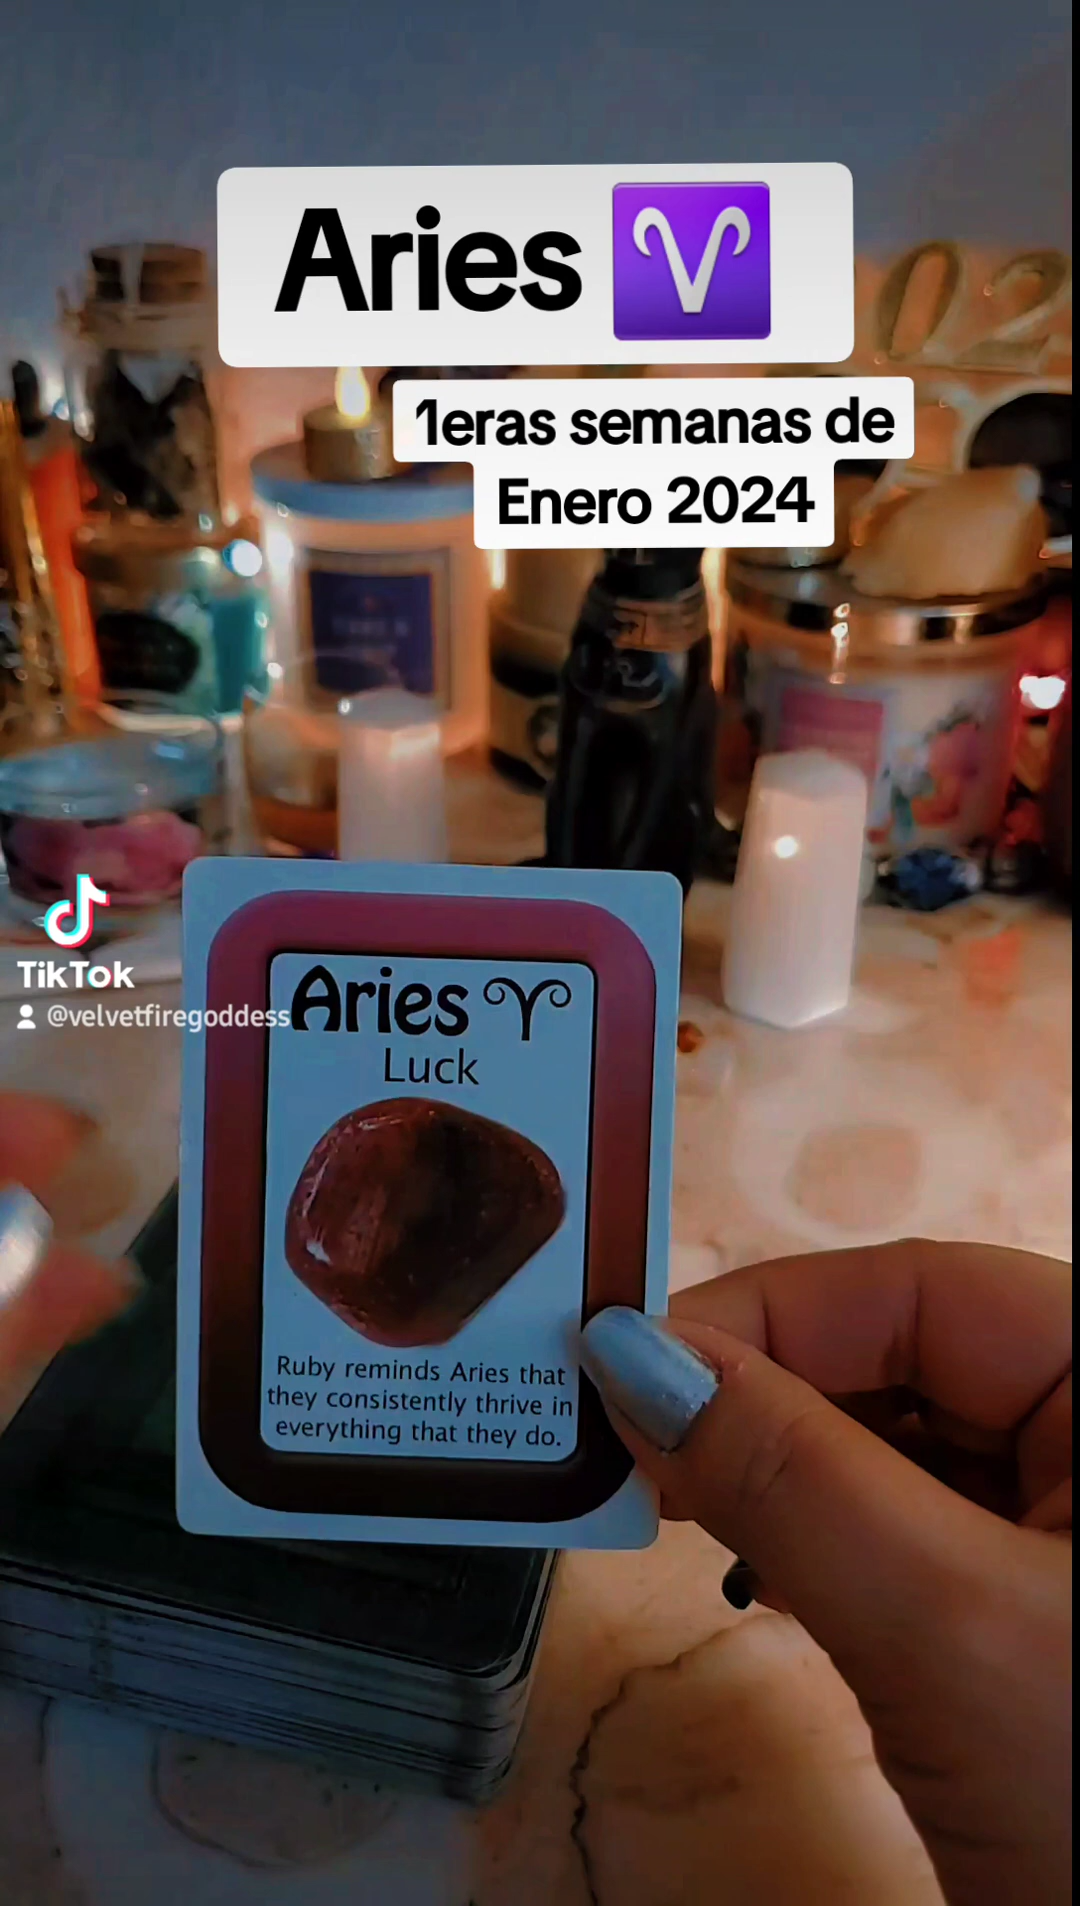 Aries ♈
1eras semanas de
Enero 2024
02
TikTok
@velvetfiregoddess
Aries ♈
Luck
Ruby reminds Aries that
they consistently thrive in
everything that they do.